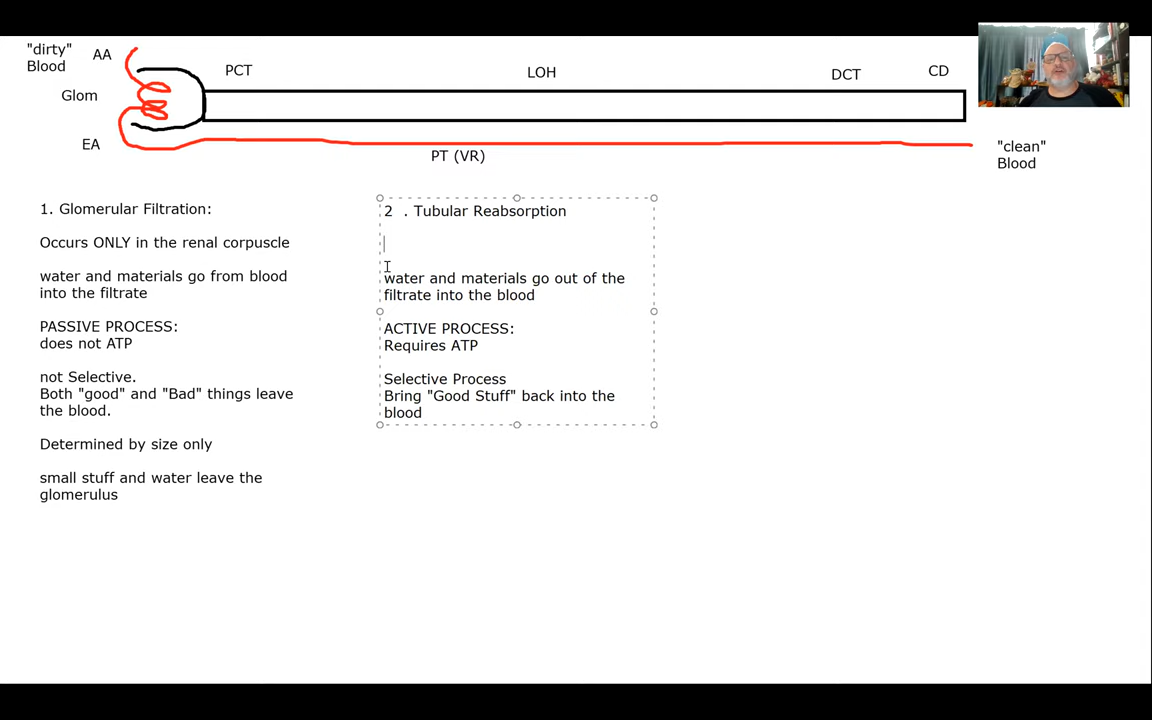 "dirty"
Blood
AA
Glom
EA
PCT
LOH
DCT
CD
PT (VR)
"clean"
Blood
1. Glomerular Filtration:
Occurs ONLY in the renal corpuscle
water and materials go from blood
into the filtrate
PASSIVE PROCESS:
does not ATP
not Selective.
Both "good" and "Bad" things leave
the blood.
Determined by size only
small stuff and water leave the
glomerulus
2 . Tubular Reabsorption
water and materials go out of the
filtrate into the blood
ACTIVE PROCESS:
Requires ATP
Selective Process
Bring "Good Stuff" back into the
blood